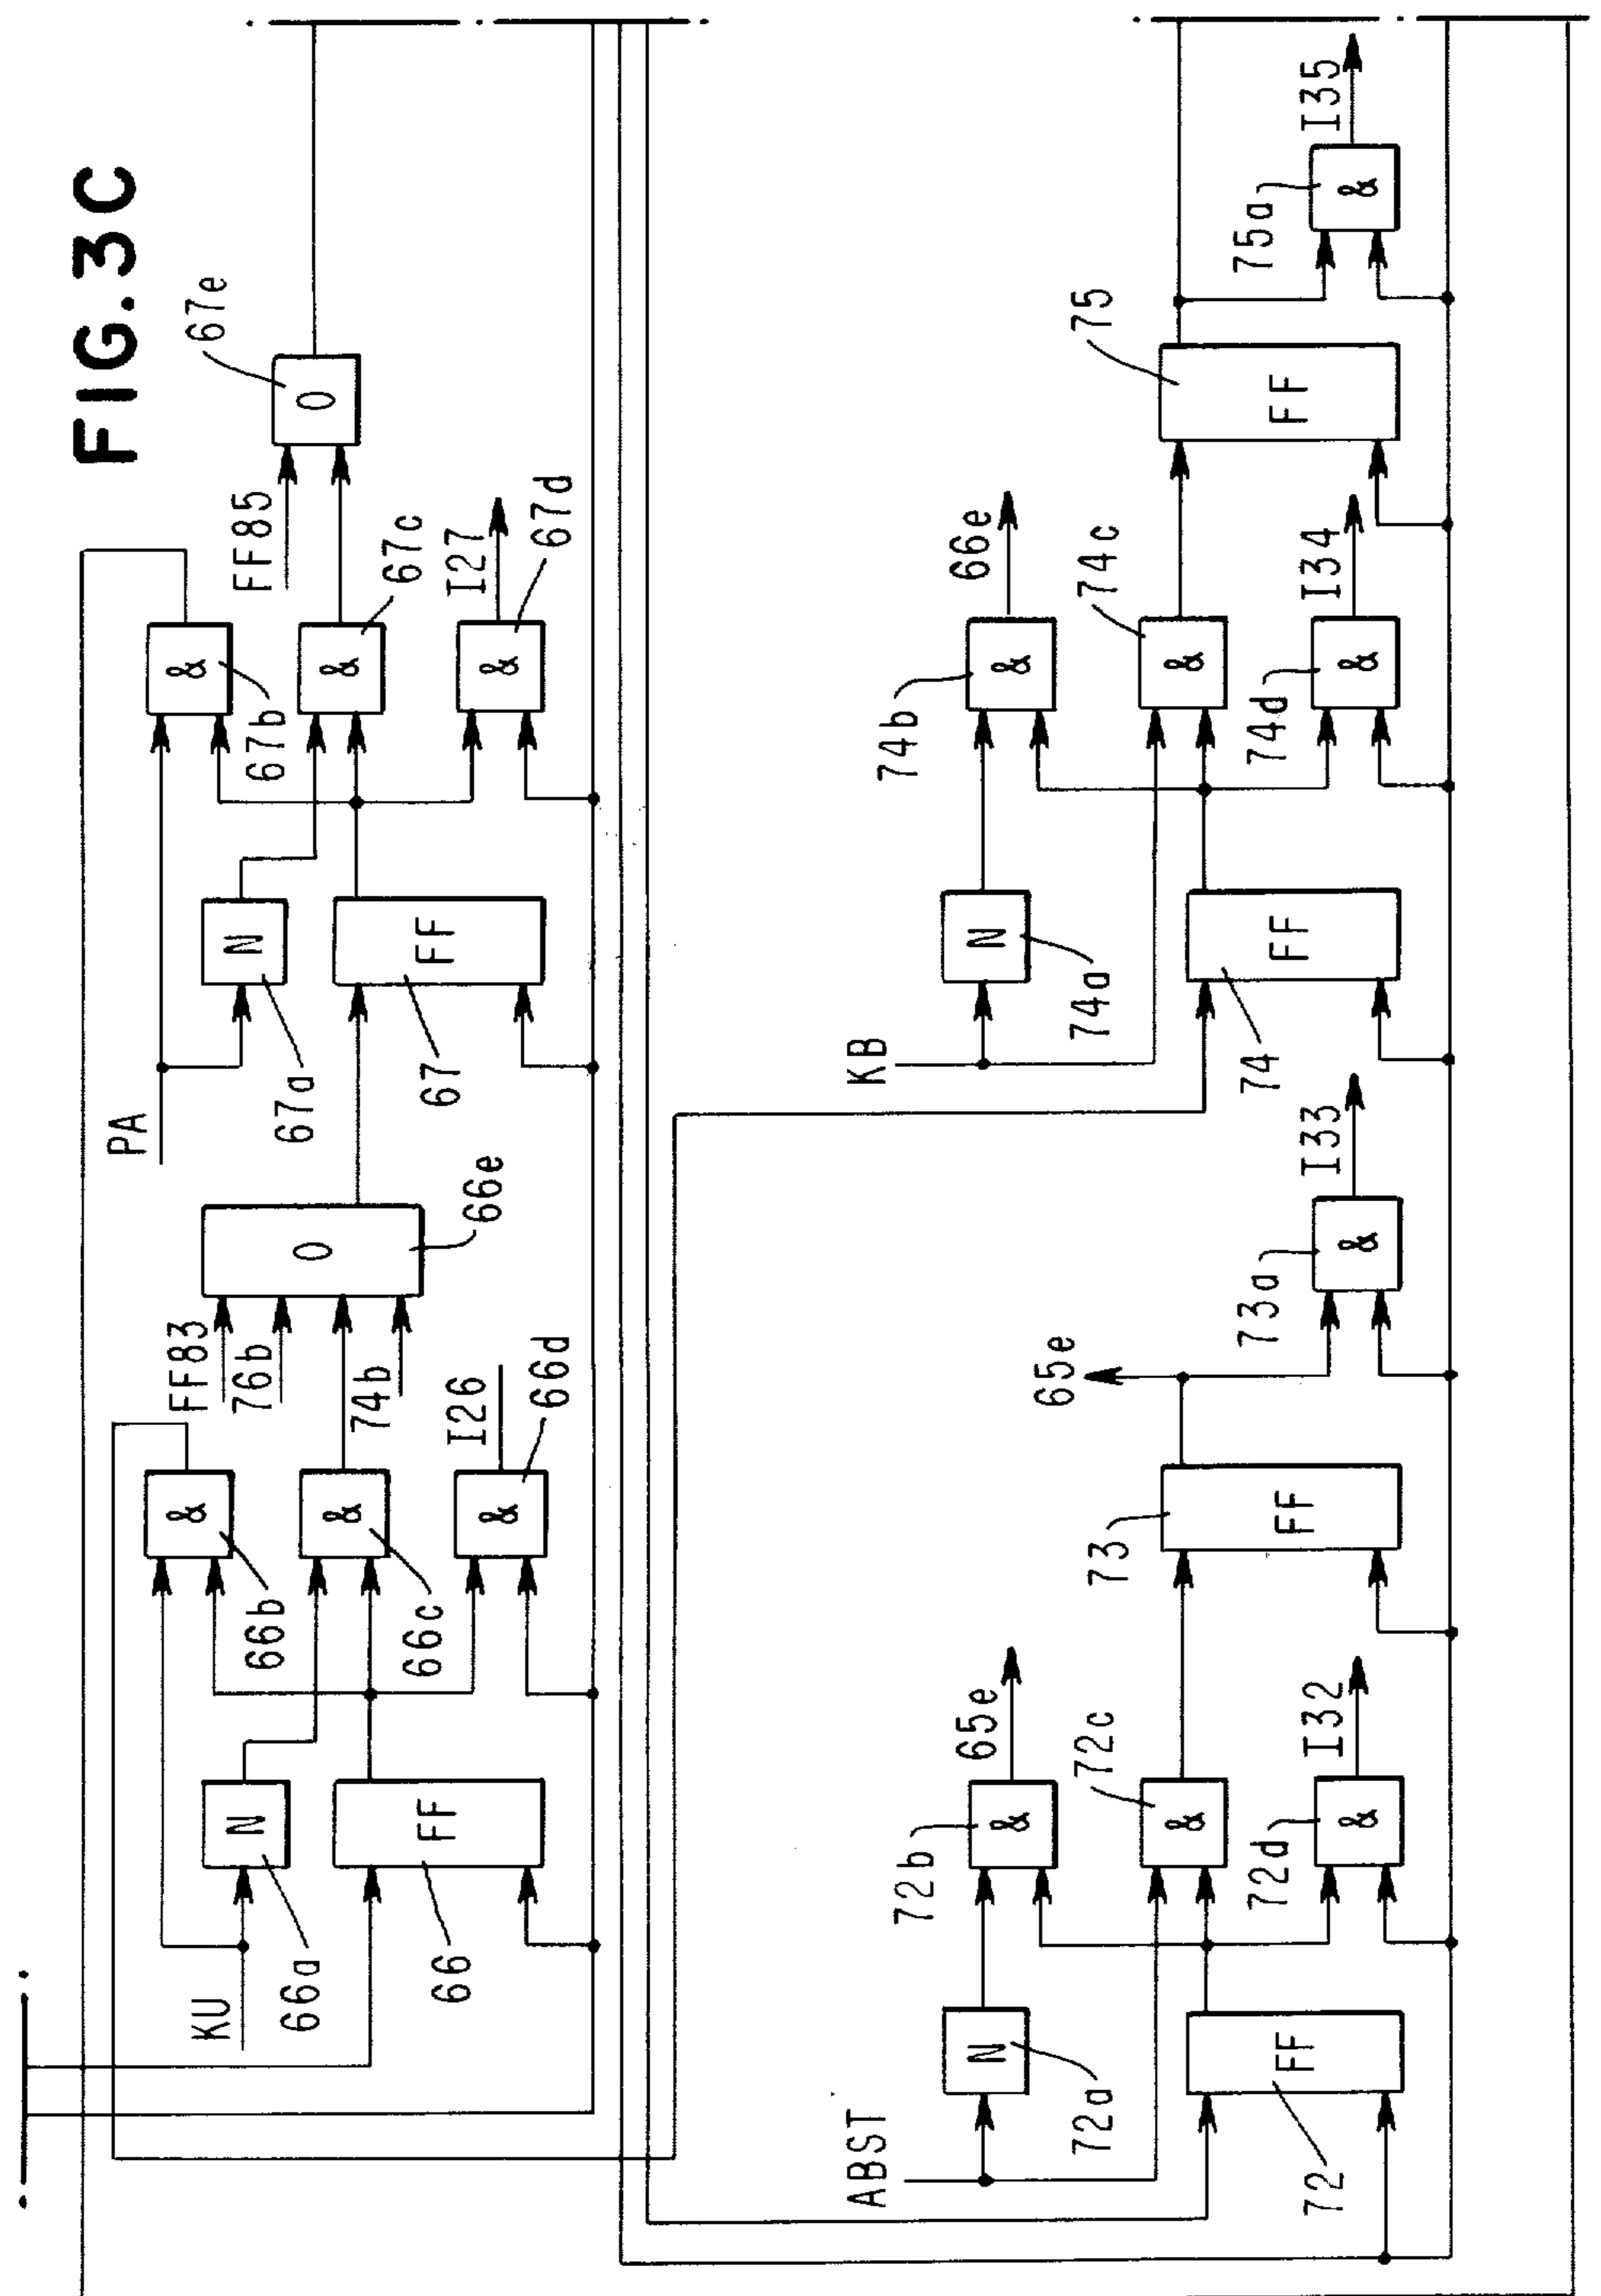 FIG.3C
KU
66a
N
66
FF
66b
&
66c
&
66d
&
I26
FF83
76b
74b
66e
O
PA
67a
N
67
FF
67b
&
67c
&
67d
&
I27
FF85
67e
O
ABST
72a
N
72
FF
72b
&
65e
72c
&
72d
&
I32
73
FF
65e
73a
&
I33
KB
74a
N
74
FF
74b
&
66e
74c
&
74d
&
I34
75
FF
75a
&
I35